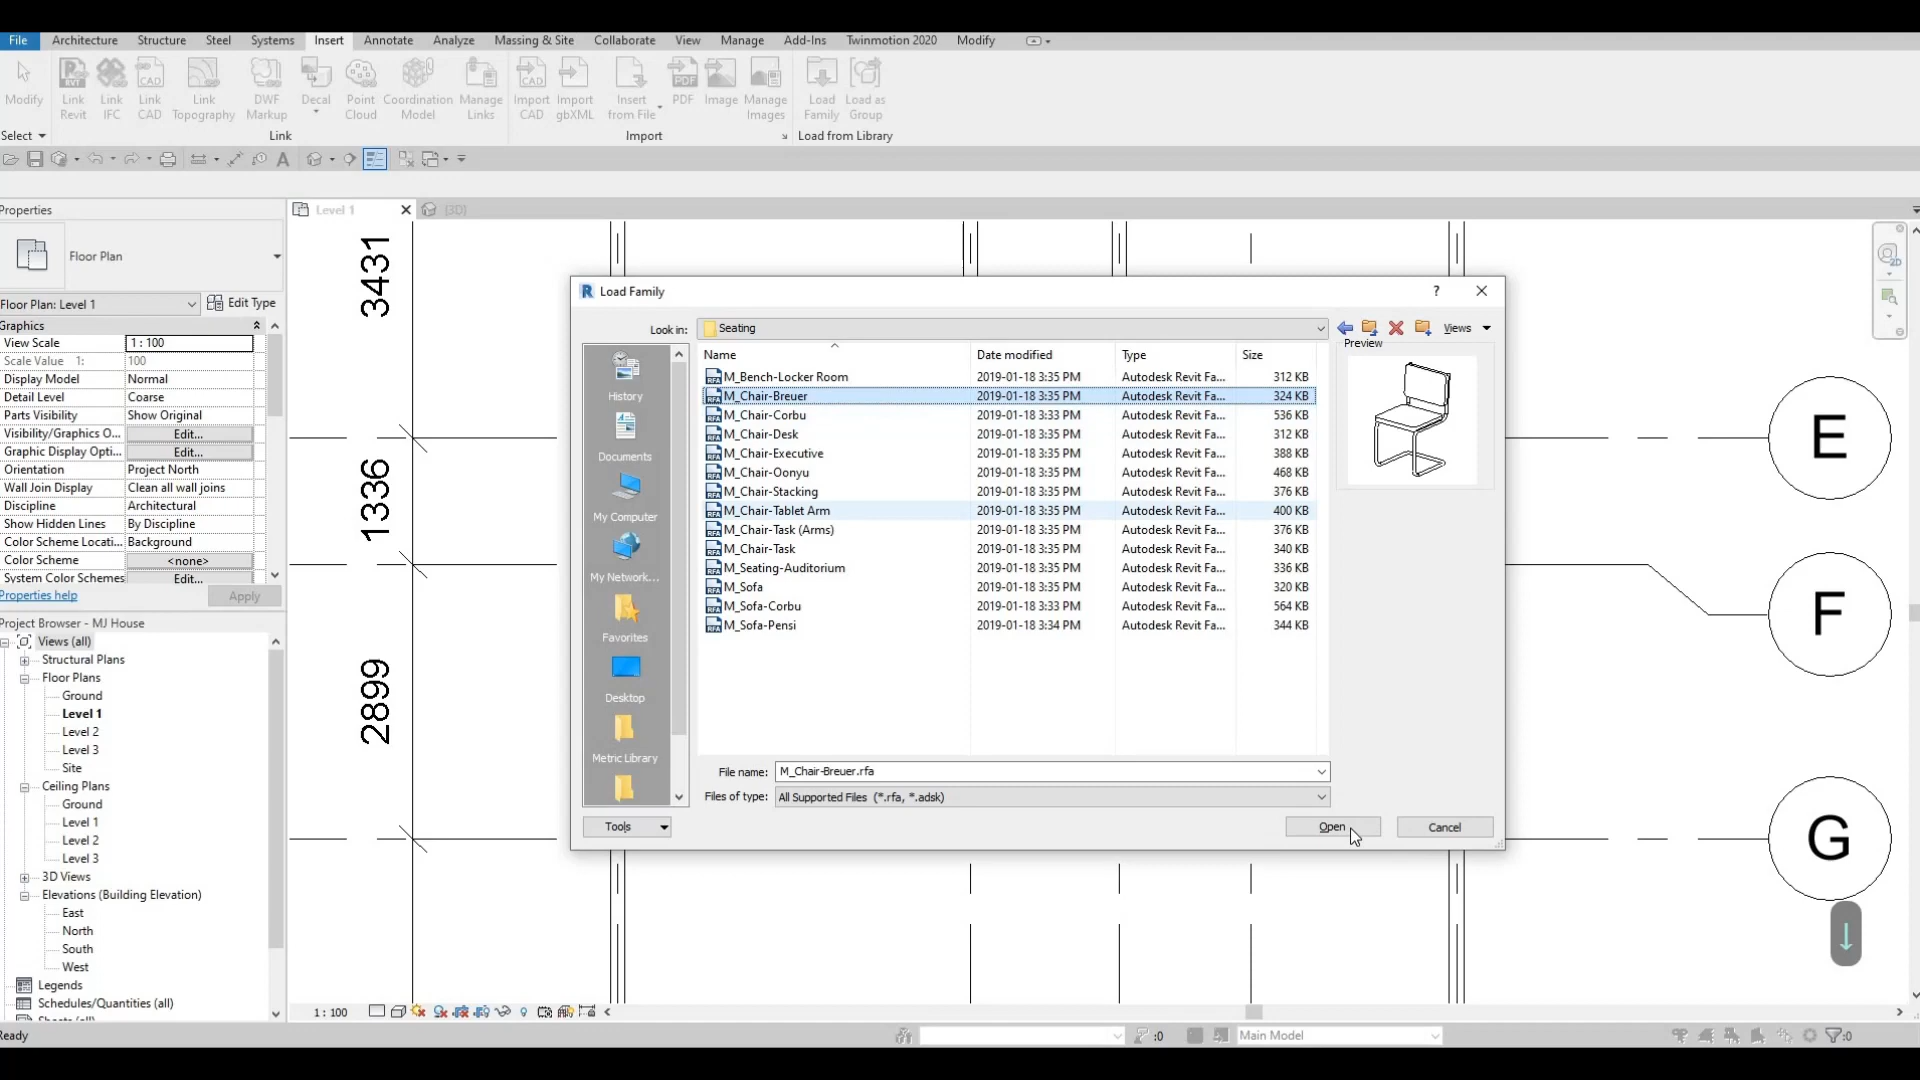 File Architecture Structure Steel Systems Insert Annotate Analyze Massing & Site Collaborate View Manage Add-Ins Twinmotion 2020 Modify
Modify
Link Revit
Link IFC
Link CAD
Link Topography
DWF Markup
Decal
Point Cloud
Coordination Model
Manage Links
Import CAD
Import gbXML
Insert from File
PDF
Image
Manage Images
Load Family
Load as Group
Select
Link
Import
Load from Library
Properties
Level 1
{3D}
Floor Plan
Floor Plan: Level 1
Edit Type
Graphics
View Scale 1 : 100
Scale Value 1: 100
Display Model Normal
Detail Level Coarse
Parts Visibility Show Original
Visibility/Graphics O... Edit...
Graphic Display Opti... Edit...
Orientation Project North
Wall Join Display Clean all wall joins
Discipline Architectural
Show Hidden Lines By Discipline
Color Scheme Locati... Background
Color Scheme <none>
System Color Schemes Edit...
Properties help
Apply
Project Browser - MJ House
Views (all)
Structural Plans
Floor Plans
Ground
Level 1
Level 2
Level 3
Site
Ceiling Plans
Ground
Level 1
Level 2
Level 3
3D Views
Elevations (Building Elevation)
East
North
South
West
Legends
Schedules/Quantities (all)
Sheets (all)
3431
1336
2899
Load Family
?
Look in: Seating
Views
History
Documents
My Computer
My Network...
Favorites
Desktop
Metric Library
Name Date modified Type Size
M_Bench-Locker Room 2019-01-18 3:35 PM Autodesk Revit Fa... 312 KB
M_Chair-Breuer 2019-01-18 3:35 PM Autodesk Revit Fa... 324 KB
M_Chair-Corbu 2019-01-18 3:33 PM Autodesk Revit Fa... 536 KB
M_Chair-Desk 2019-01-18 3:35 PM Autodesk Revit Fa... 312 KB
M_Chair-Executive 2019-01-18 3:35 PM Autodesk Revit Fa... 388 KB
M_Chair-Oonyu 2019-01-18 3:35 PM Autodesk Revit Fa... 468 KB
M_Chair-Stacking 2019-01-18 3:35 PM Autodesk Revit Fa... 376 KB
M_Chair-Tablet Arm 2019-01-18 3:35 PM Autodesk Revit Fa... 400 KB
M_Chair-Task (Arms) 2019-01-18 3:35 PM Autodesk Revit Fa... 376 KB
M_Chair-Task 2019-01-18 3:35 PM Autodesk Revit Fa... 340 KB
M_Seating-Auditorium 2019-01-18 3:35 PM Autodesk Revit Fa... 336 KB
M_Sofa 2019-01-18 3:35 PM Autodesk Revit Fa... 320 KB
M_Sofa-Corbu 2019-01-18 3:33 PM Autodesk Revit Fa... 564 KB
M_Sofa-Pensi 2019-01-18 3:34 PM Autodesk Revit Fa... 344 KB
Preview
File name: M_Chair-Breuer.rfa
Files of type: All Supported Files (*.rfa, *.adsk)
Tools
Open
Cancel
E
F
G
1 : 100
Ready
:0
Main Model
:0